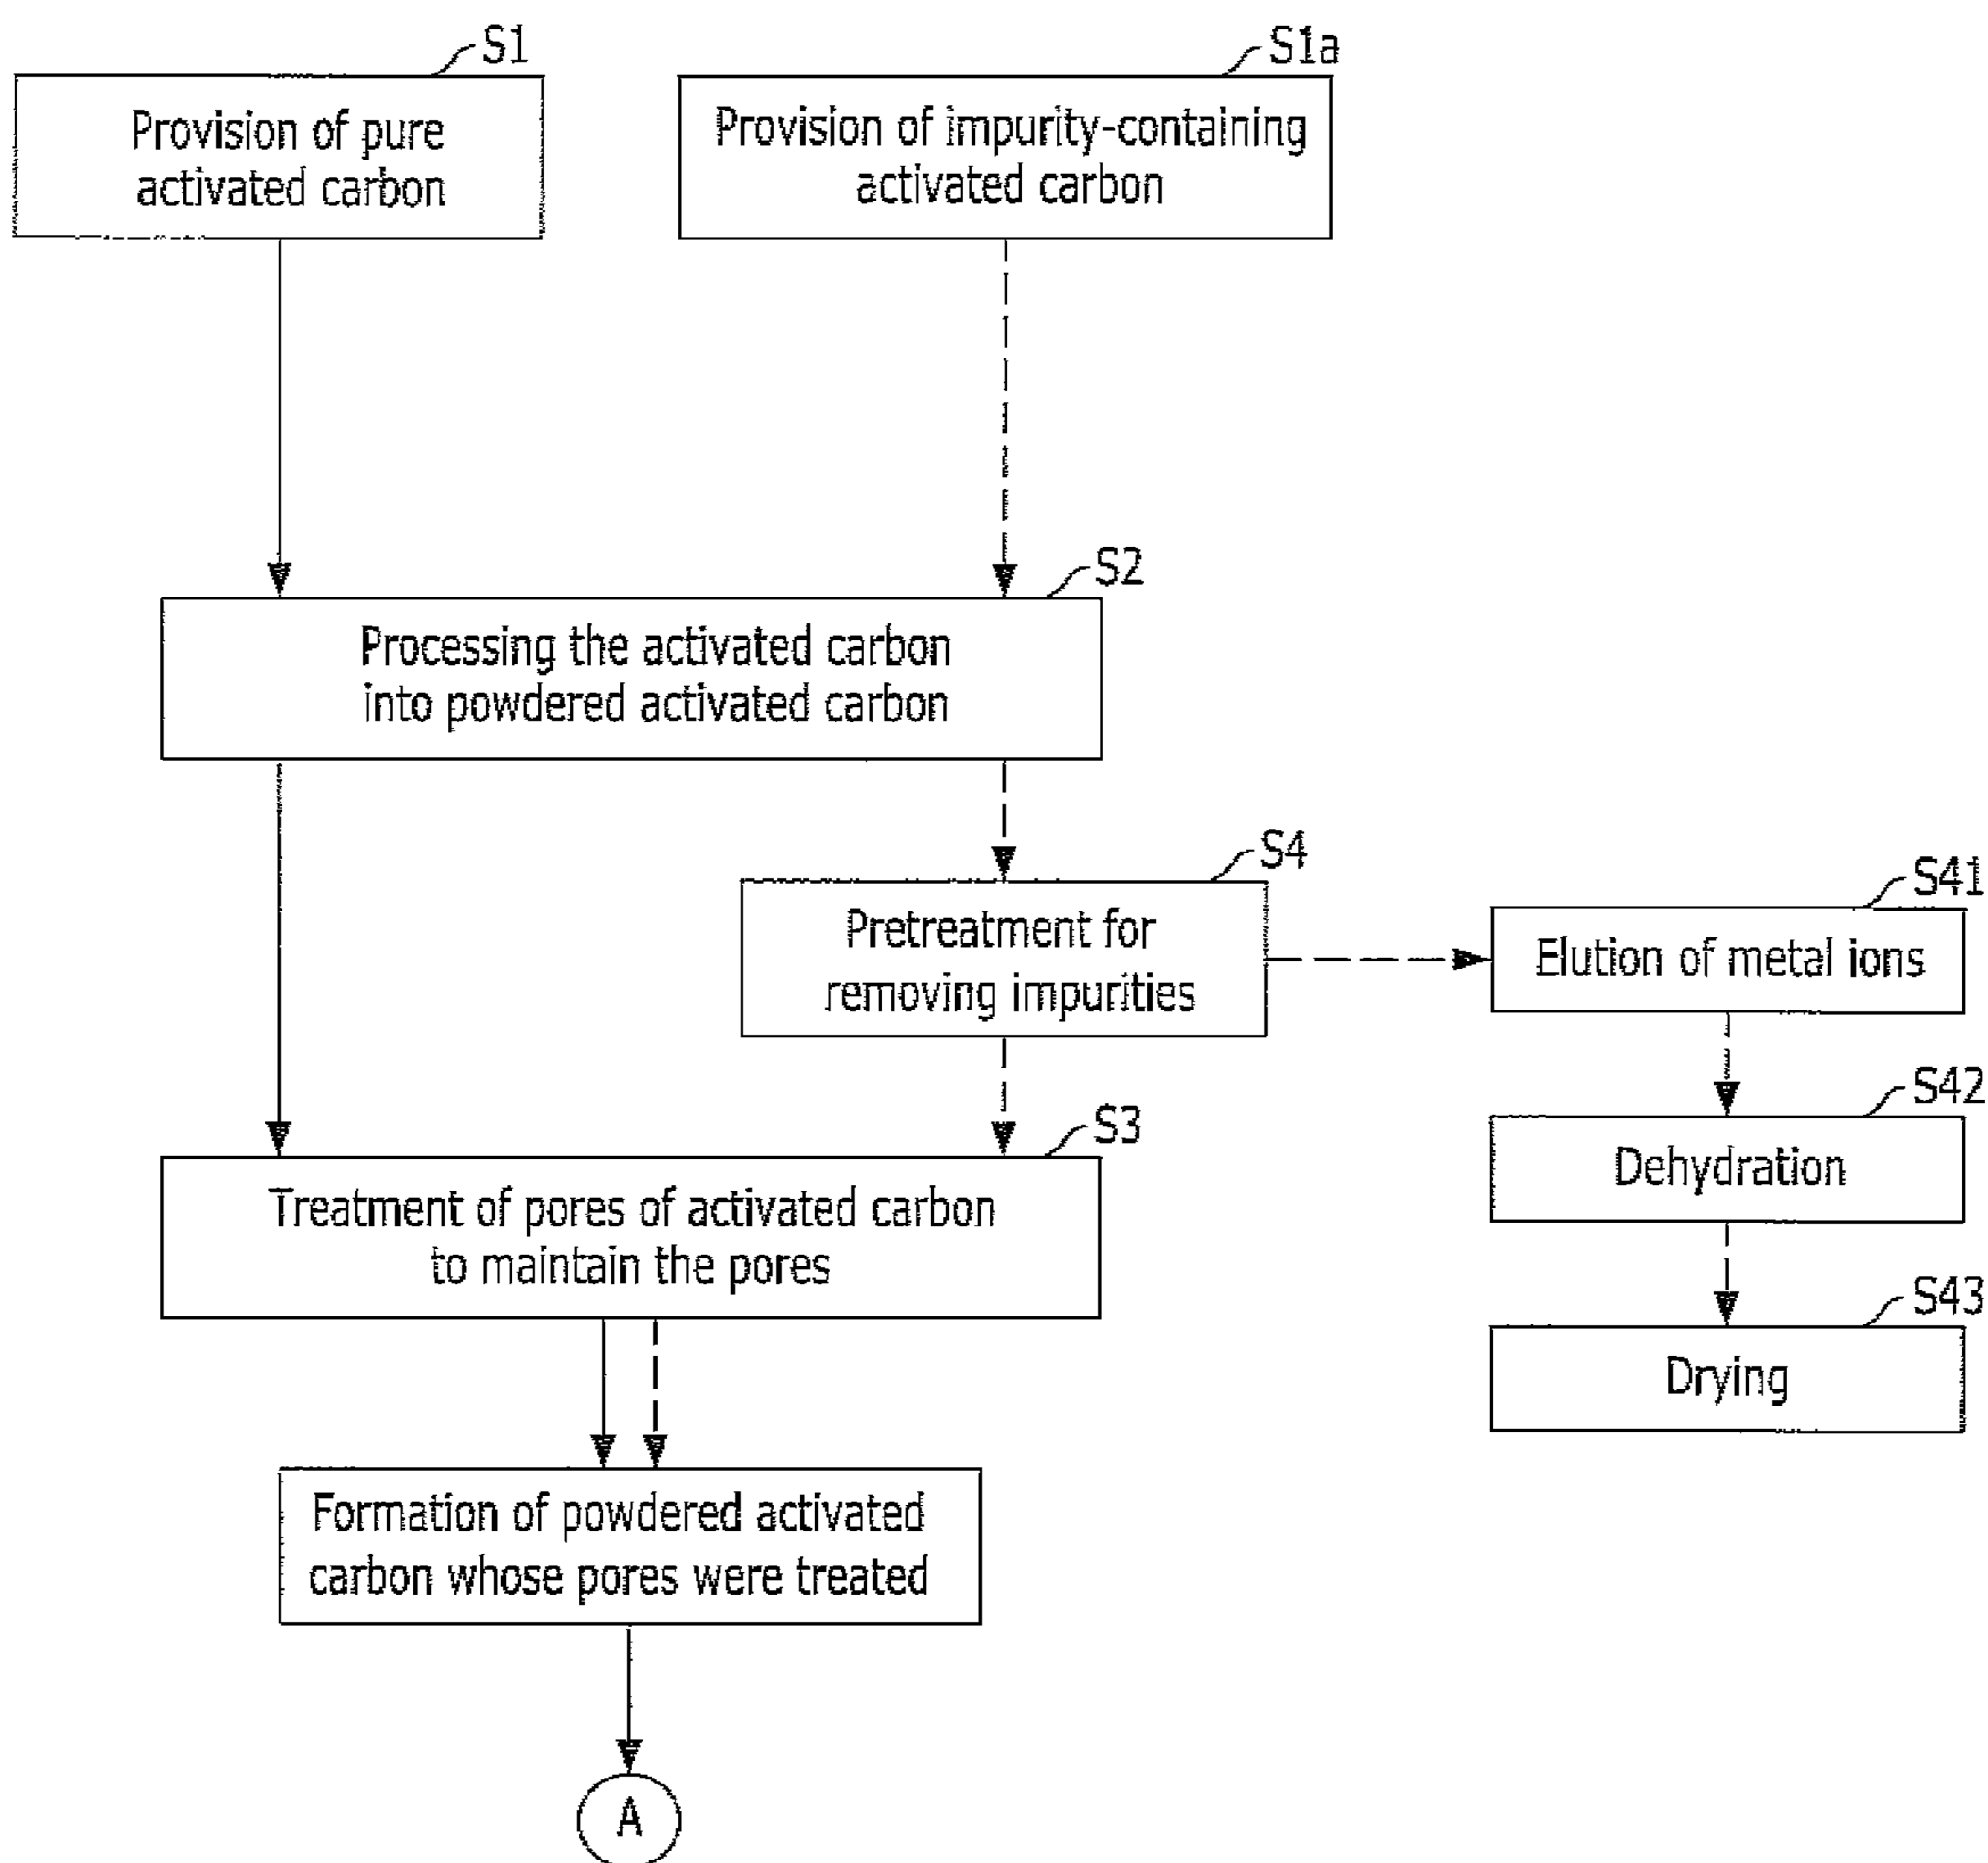 S1
Provision of pure
activated carbon
S1a
Provision of impurity-containing
activated carbon
S2
Processing the activated carbon
into powdered activated carbon
S4
Pretreatment for
removing impurities
S41
Elution of metal ions
S42
Dehydration
S43
Drying
S3
Treatment of pores of activated carbon
to maintain the pores
Formation of powdered activated
carbon whose pores were treated
A